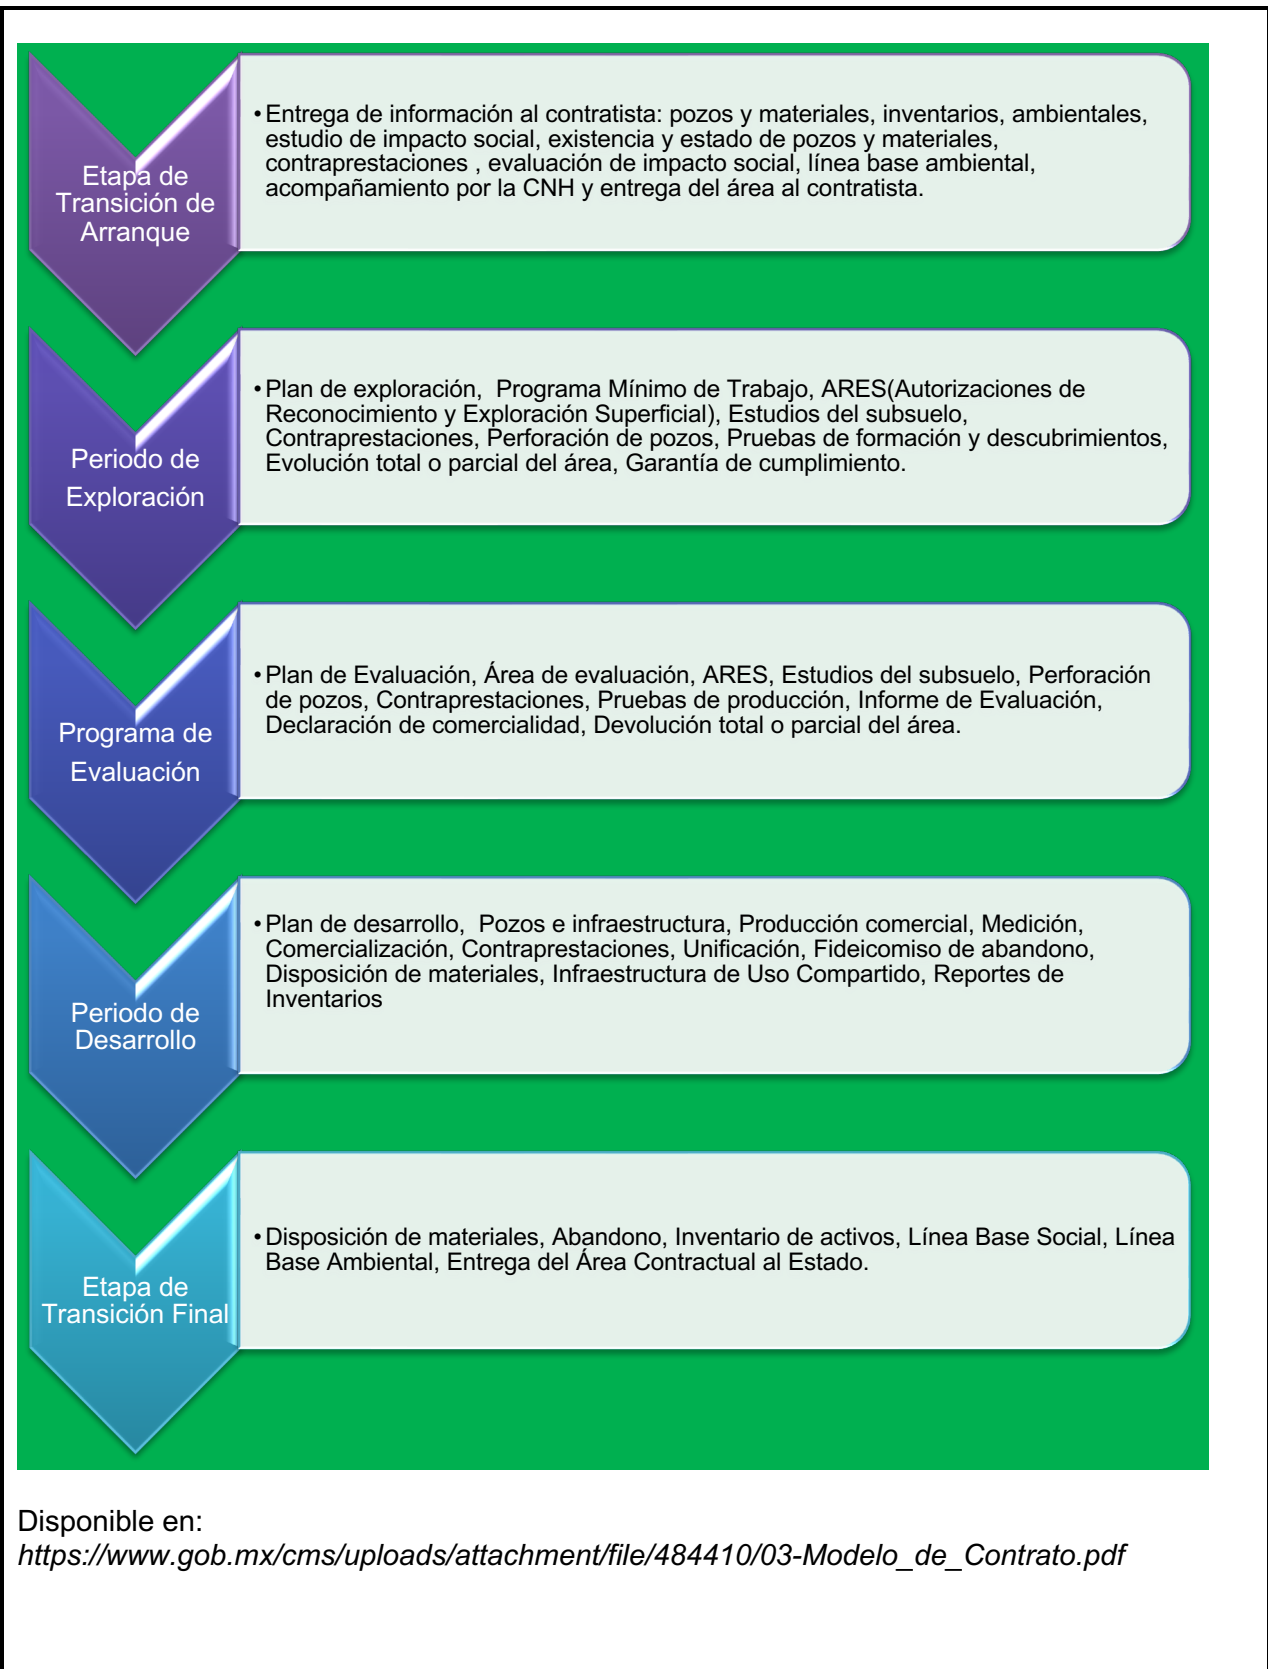 Etapa de
Transición de
Arranque
•Entrega de información al contratista: pozos y materiales, inventarios, ambientales,
estudio de impacto social, existencia y estado de pozos y materiales,
contraprestaciones , evaluación de impacto social, línea base ambiental,
acompañamiento por la CNH y entrega del área al contratista.
Periodo de
Exploración
•Plan de exploración,  Programa Mínimo de Trabajo, ARES(Autorizaciones de
Reconocimiento y Exploración Superficial), Estudios del subsuelo,
Contraprestaciones, Perforación de pozos, Pruebas de formación y descubrimientos,
Evolución total o parcial del área, Garantía de cumplimiento.
Programa de
Evaluación
•Plan de Evaluación, Área de evaluación, ARES, Estudios del subsuelo, Perforación
de pozos, Contraprestaciones, Pruebas de producción, Informe de Evaluación,
Declaración de comercialidad, Devolución total o parcial del área.
Periodo de
Desarrollo
•Plan de desarrollo,  Pozos e infraestructura, Producción comercial, Medición,
Comercialización, Contraprestaciones, Unificación, Fideicomiso de abandono,
Disposición de materiales, Infraestructura de Uso Compartido, Reportes de
Inventarios
Etapa de
Transición Final
•Disposición de materiales, Abandono, Inventario de activos, Línea Base Social, Línea
Base Ambiental, Entrega del Área Contractual al Estado.
Disponible en:
https://www.gob.mx/cms/uploads/attachment/file/484410/03-Modelo_de_Contrato.pdf